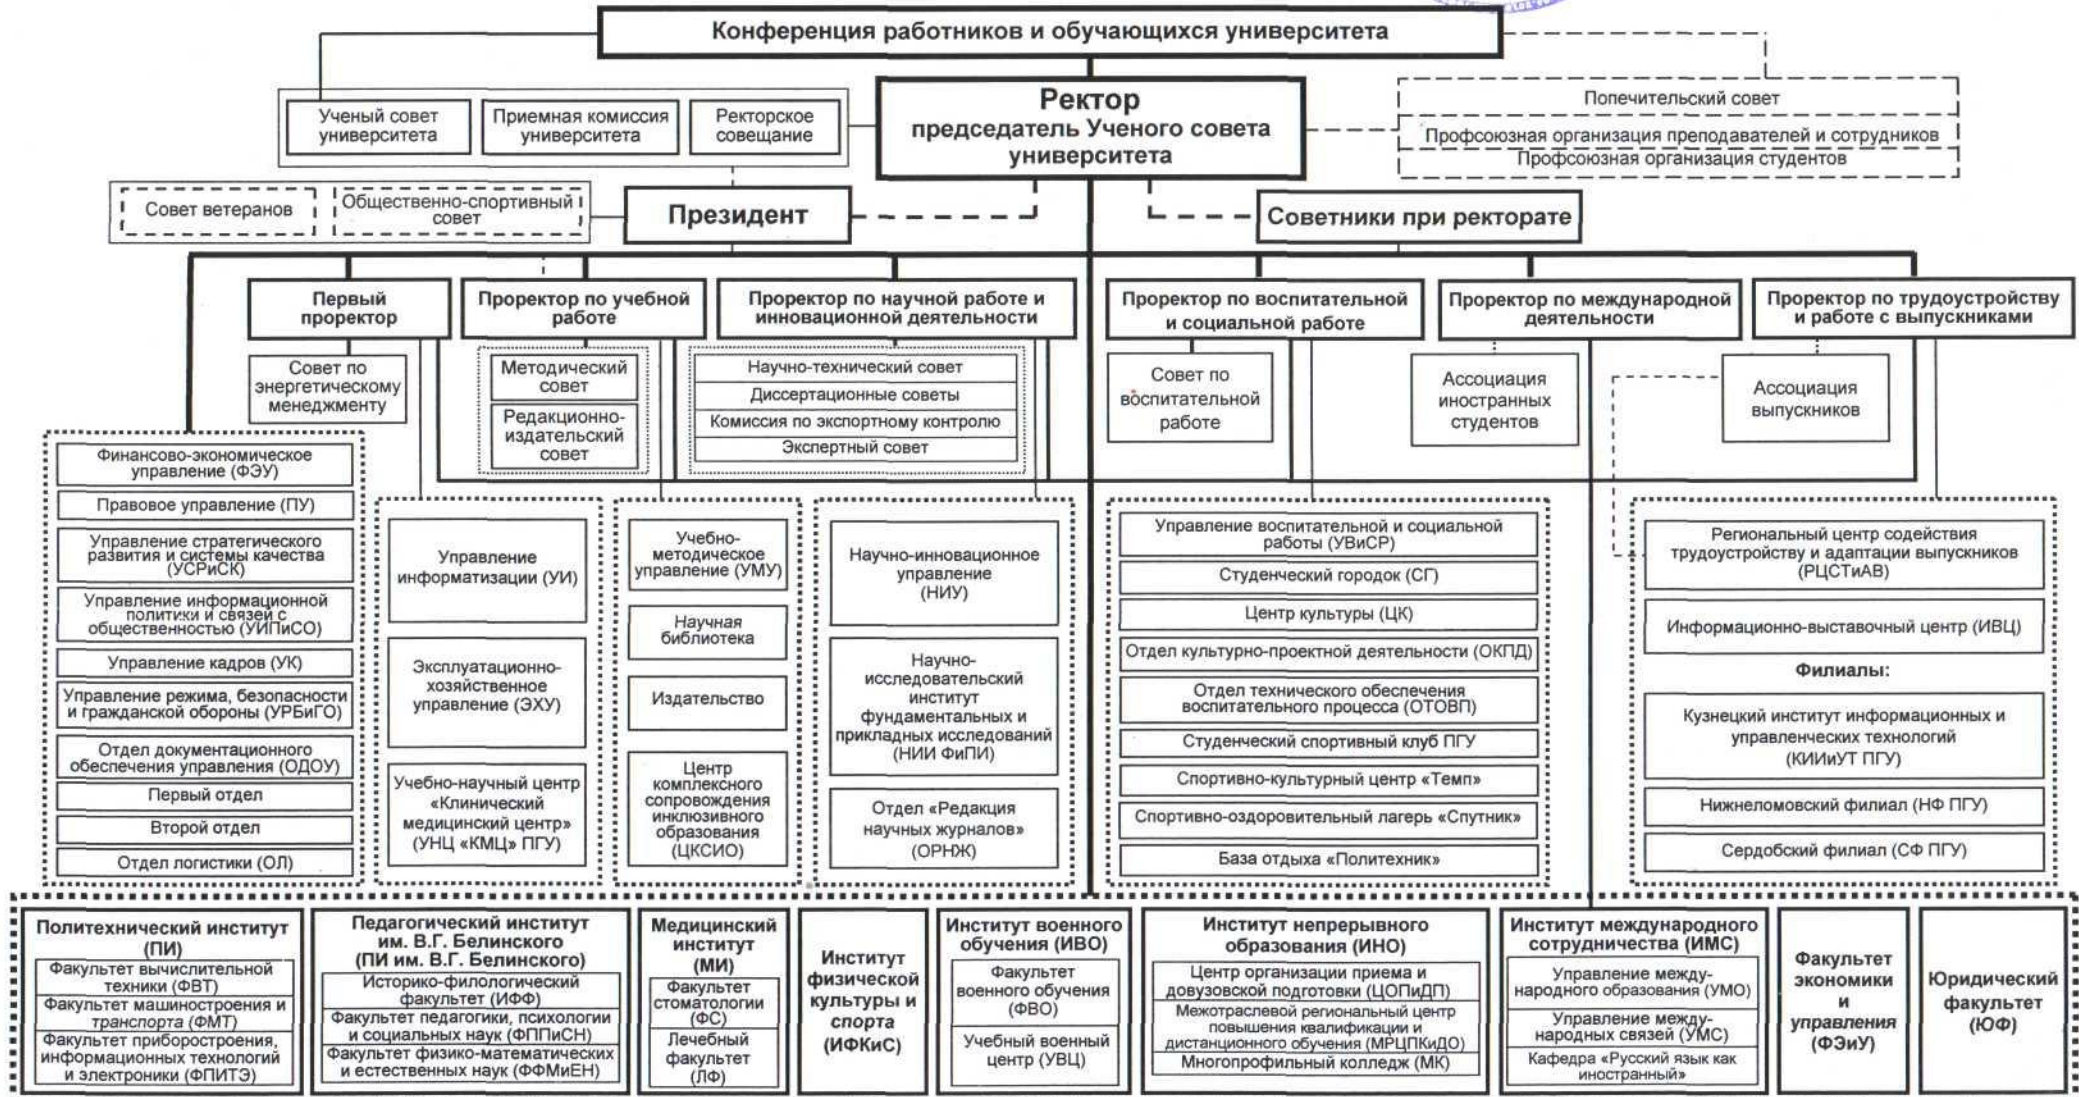 Конференция работников и обучающихся университета
Ректор
председатель Ученого совета
университета
Ученый совет
университета
Приемная комиссия
университета
Ректорское
совещание
Попечительский совет
Профсоюзная организация преподавателей и сотрудников
Профсоюзная организация студентов
Совет ветеранов
Общественно-спортивный
совет
Президент
Советники при ректорате
Первый
проректор
Проректор по учебной
работе
Проректор по научной работе и
инновационной деятельности
Проректор по воспитательной
и социальной работе
Проректор по международной
деятельности
Проректор по трудоустройству
и работе с выпускниками
Совет по
энергетическому
менеджменту
Методический
совет
Редакционно-
издательский
совет
Научно-технический совет
Диссертационные советы
Комиссия по экспортному контролю
Экспертный совет
Совет по
воспитательной
работе
Ассоциация
иностранных
студентов
Ассоциация
выпускников
Финансово-экономическое
управление (ФЭУ)
Правовое управление (ПУ)
Управление стратегического
развития и системы качества
(УСРиСК)
Управление информационной
политики и связей с
общественностью (УИПиСО)
Управление кадров (УК)
Управление режима, безопасности
и гражданской обороны (УРБиГО)
Отдел документационного
обеспечения управления (ОДОУ)
Первый отдел
Второй отдел
Отдел логистики (ОЛ)
Управление
информатизации (УИ)
Эксплуатационно-
хозяйственное
управление (ЭХУ)
Учебно-научный центр
«Клинический
медицинский центр»
(УНЦ «КМЦ» ПГУ)
Учебно-
методическое
управление (УМУ)
Научная
библиотека
Издательство
Центр
комплексного
сопровождения
инклюзивного
образования
(ЦКСИО)
Научно-инновационное
управление
(НИУ)
Научно-
исследовательский
институт
фундаментальных и
прикладных исследований
(НИИ ФиПИ)
Отдел «Редакция
научных журналов»
(ОРНЖ)
Управление воспитательной и социальной
работы (УВиСР)
Студенческий городок (СГ)
Центр культуры (ЦК)
Отдел культурно-проектной деятельности (ОКПД)
Отдел технического обеспечения
воспитательного процесса (ОТОВП)
Студенческий спортивный клуб ПГУ
Спортивно-культурный центр «Темп»
Спортивно-оздоровительный лагерь «Спутник»
База отдыха «Политехник»
Региональный центр содействия
трудоустройству и адаптации выпускников
(РЦСТиАВ)
Информационно-выставочный центр (ИВЦ)
Филиалы:
Кузнецкий институт информационных и
управленческих технологий
(КИИиУТ ПГУ)
Нижнеломовский филиал (НФ ПГУ)
Сердобский филиал (СФ ПГУ)
Политехнический институт
(ПИ)
Факультет вычислительной
техники (ФВТ)
Факультет машиностроения и
транспорта (ФМТ)
Факультет приборостроения,
информационных технологий
и электроники (ФПИТЭ)
Педагогический институт
им. В.Г. Белинского
(ПИ им. В.Г. Белинского)
Историко-филологический
факультет (ИФФ)
Факультет педагогики, психологии
и социальных наук (ФППиСН)
Факультет физико-математических
и естественных наук (ФФМиЕН)
Медицинский
институт
(МИ)
Факультет
стоматологии
(ФС)
Лечебный
факультет
(ЛФ)
Институт
физической
культуры и
спорта
(ИФКиС)
Институт военного
обучения (ИВО)
Факультет
военного обучения
(ФВО)
Учебный военный
центр (УВЦ)
Институт непрерывного
образования (ИНО)
Центр организации приема и
довузовской подготовки (ЦОПиДП)
Межотраслевой региональный центр
повышения квалификации и
дистанционного обучения (МРЦПКиДО)
Многопрофильный колледж (МК)
Институт международного
сотрудничества (ИМС)
Управление между-
народного образования (УМО)
Управление между-
народных связей (УМС)
Кафедра «Русский язык как
иностранный»
Факультет
экономики
и
управления
(ФЭиУ)
Юридический
факультет
(ЮФ)